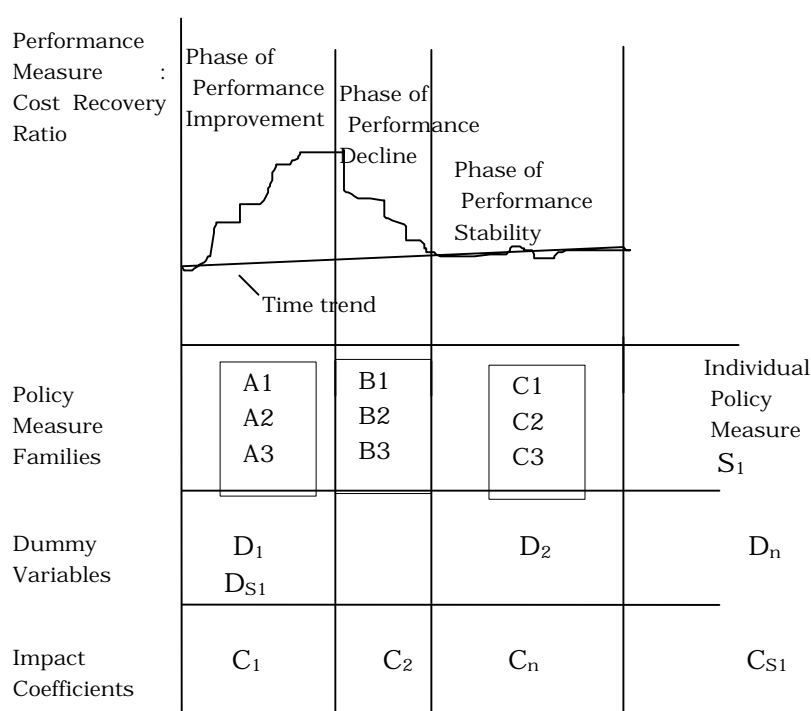 Performance
Measure :
Cost Recovery
Ratio
Phase of
Performance
Improvement
Phase of
Performance
Decline
Phase of
Performance
Stability
Time trend
Policy
Measure
Families
A1
A2
A3
B1
B2
B3
C1
C2
C3
Individual
Policy
Measure
S1
Dummy
Variables
D1
DS1
D2
Dn
Impact
Coefficients
C1
C2
Cn
CS1